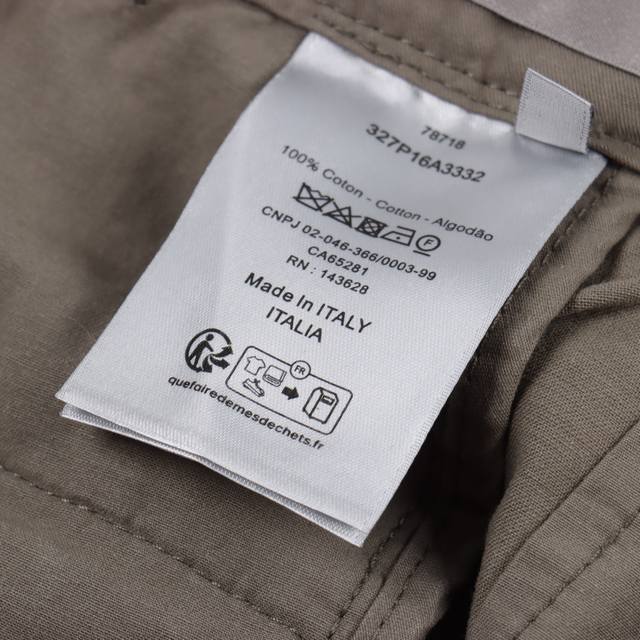 78718
327P16A3332
100% Coton - Cotton - Algodão
CNPJ 02-046-366/0003-99
CA65281
RN : 143628
Made In ITALY
ITALIA
FR
quefairedemesdechets.fr